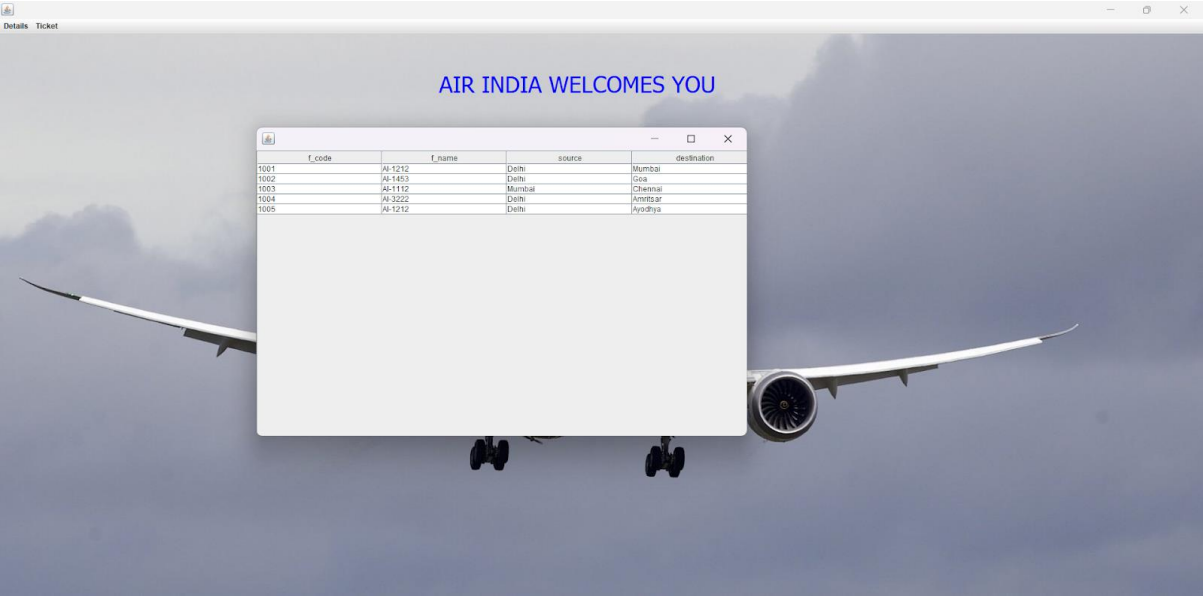 Details Ticket
AIR INDIA WELCOMES YOU
f_code f_name source destination
1001 AI-1212 Delhi Mumbai
1002 AI-1453 Delhi Goa
1003 AI-1112 Mumbai Chennai
1004 AI-3222 Delhi Amritsar
1005 AI-1212 Delhi Ayodhya